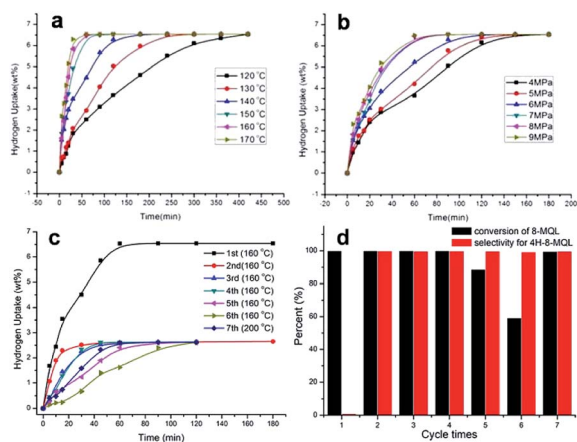 a
Hydrogen Uptake(wt%)
7
6
5
4
3
2
1
0
120 °C
130 °C
140 °C
150 °C
160 °C
170 °C
-50 0 50 100 150 200 250 300 350 400 450 500
Time(min)
b
Hydrogen Uptake(wt%)
7
6
5
4
3
2
1
0
4MPa
5MPa
6MPa
7MPa
8MPa
9MPa
-20 0 20 40 60 80 100 120 140 160 180 200
Time(min)
c
Hydrogen Uptake (wt%)
7
6
5
4
3
2
1
0
1st (160 °C)
2nd(160 °C)
3rd (160 °C)
4th (160 °C)
5th (160 °C)
6th (160 °C)
7th (200 °C)
0 20 40 60 80 100 120 140 160 180
Time (min)
d
conversion of 8-MQL
selectivity for 4H-8-MQL
Percent (%)
100
80
60
40
20
0
1 2 3 4 5 6 7
Cycle times